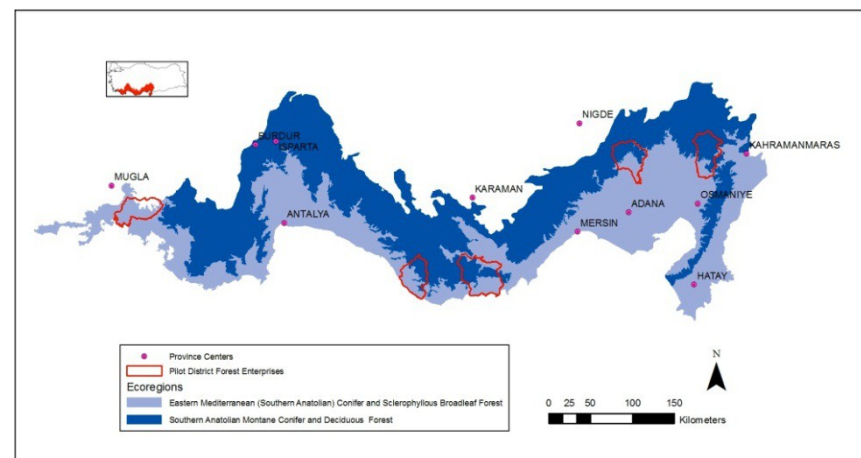 NIGDE
BURDUR
ISPARTA
KAHRAMANMARAS
MUGLA
KARAMAN
OSMANIYE
ADANA
ANTALYA
MERSIN
HATAY
Province Centers
Pilot District Forest Enterprises
Ecoregions
Eastern Mediterranean (Southern Anatolian) Conifer and Sclerophyllous Broadleaf Forest
Southern Anatolian Montane Conifer and Deciduous Forest
N
0 25 50 100 150
Kilometers